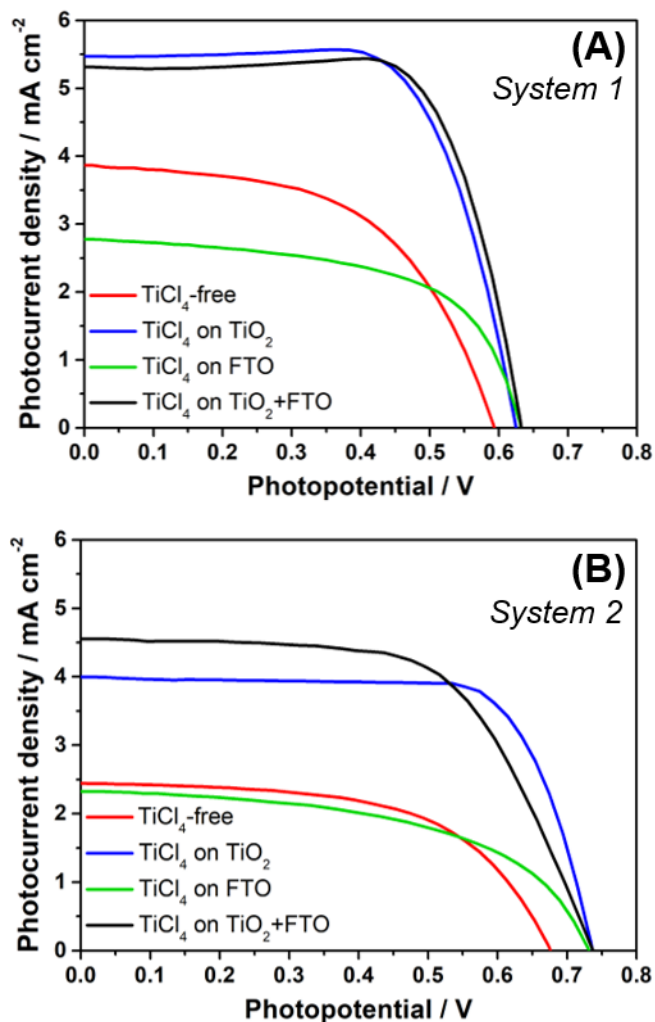 (A)
System 1
Photocurrent density / mA cm⁻²
6
5
4
3
2
1
0
TiCl₄-free
TiCl₄ on TiO₂
TiCl₄ on FTO
TiCl₄ on TiO₂+FTO
0.0 0.1 0.2 0.3 0.4 0.5 0.6 0.7 0.8
Photopotential / V
(B)
System 2
Photocurrent density / mA cm⁻²
6
5
4
3
2
1
0
TiCl₄-free
TiCl₄ on TiO₂
TiCl₄ on FTO
TiCl₄ on TiO₂+FTO
0.0 0.1 0.2 0.3 0.4 0.5 0.6 0.7 0.8
Photopotential / V